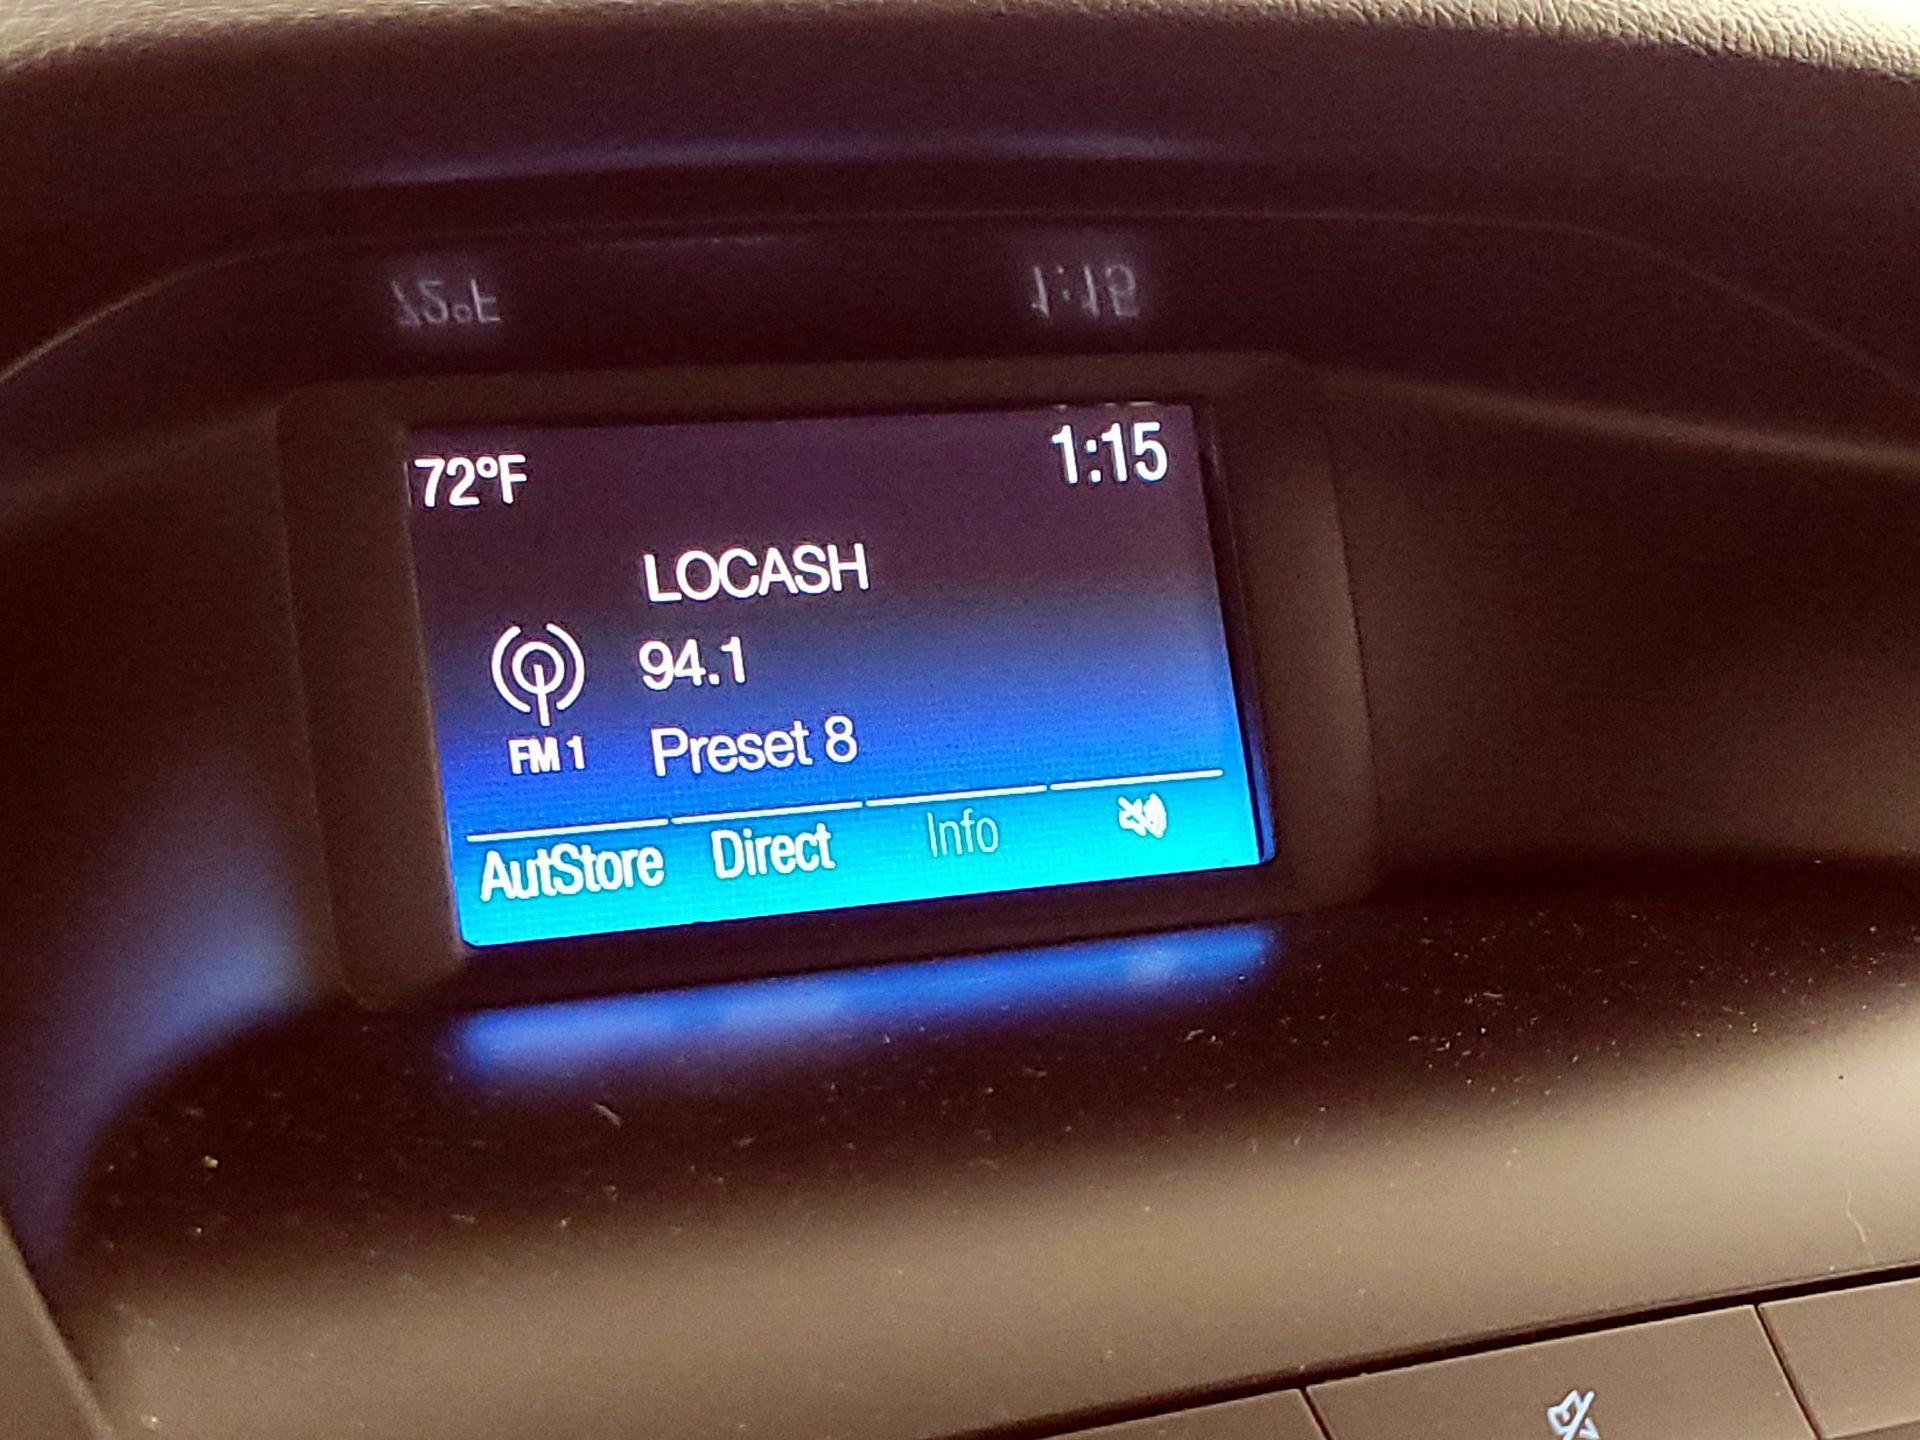 72°F 1:15
LOCASH
94.1
FM 1 Preset 8
AutStore Direct Info